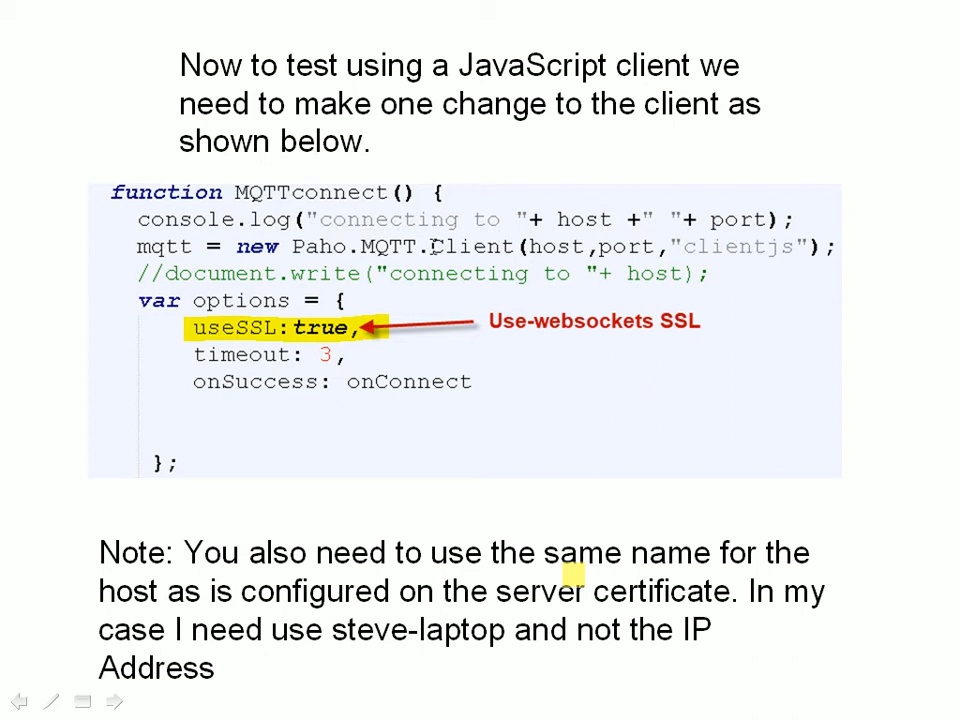 Now to test using a JavaScript client we
need to make one change to the client as
shown below.
function MQTTconnect() {
console.log("connecting to "+ host +" "+ port);
mqtt = new Paho.MQTT.Client(host,port,"clientjs");
//document.write("connecting to "+ host);
var options = {
useSSL:true, Use-websockets SSL
timeout: 3,
onSuccess: onConnect
};
Note: You also need to use the same name for the
host as is configured on the server certificate. In my
case I need use steve-laptop and not the IP
Address